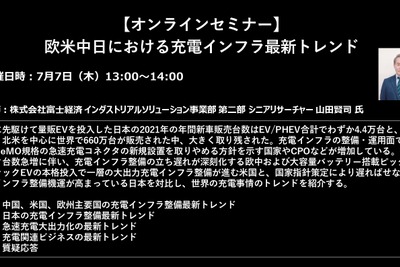 【オンラインセミナー】
欧米中日における充電インフラ最新トレンド
催日時：7月7日（木）13:00～14:00
：株式会社富士経済 インダストリアルソリューション事業部 第二部 シニアリサーチャー 山田賢司 氏
に先駆けて量販EVを投入した日本の2021年の年間新車販売台数はEV/PHEV合計でわずか4.4万台と、
北米を中心に世界で660万台が販売された中、大きく取り残された。充電インフラの整備・運用面で
eMO規格の急速充電コネクタの新規設置を取りやめる方針を示す国家やCPOなどが増加している。
台数急増に伴い、充電インフラ整備の立ち遅れが深刻化する欧中および大容量バッテリー搭載ピッ
ックEVの本格投入で一層の大出力充電インフラ整備が進む米国と、国家指針策定により遅ればせな
インフラ整備機運が高まっている日本を対比し、世界の充電事情のトレンドを紹介する。
中国、米国、欧州主要国のインフラ整備最新トレンド
日本のインフラ整備最新トレンド
急速充電大出力化の最新トレンド
充電関連ビジネスの最新トレンド
質疑応答